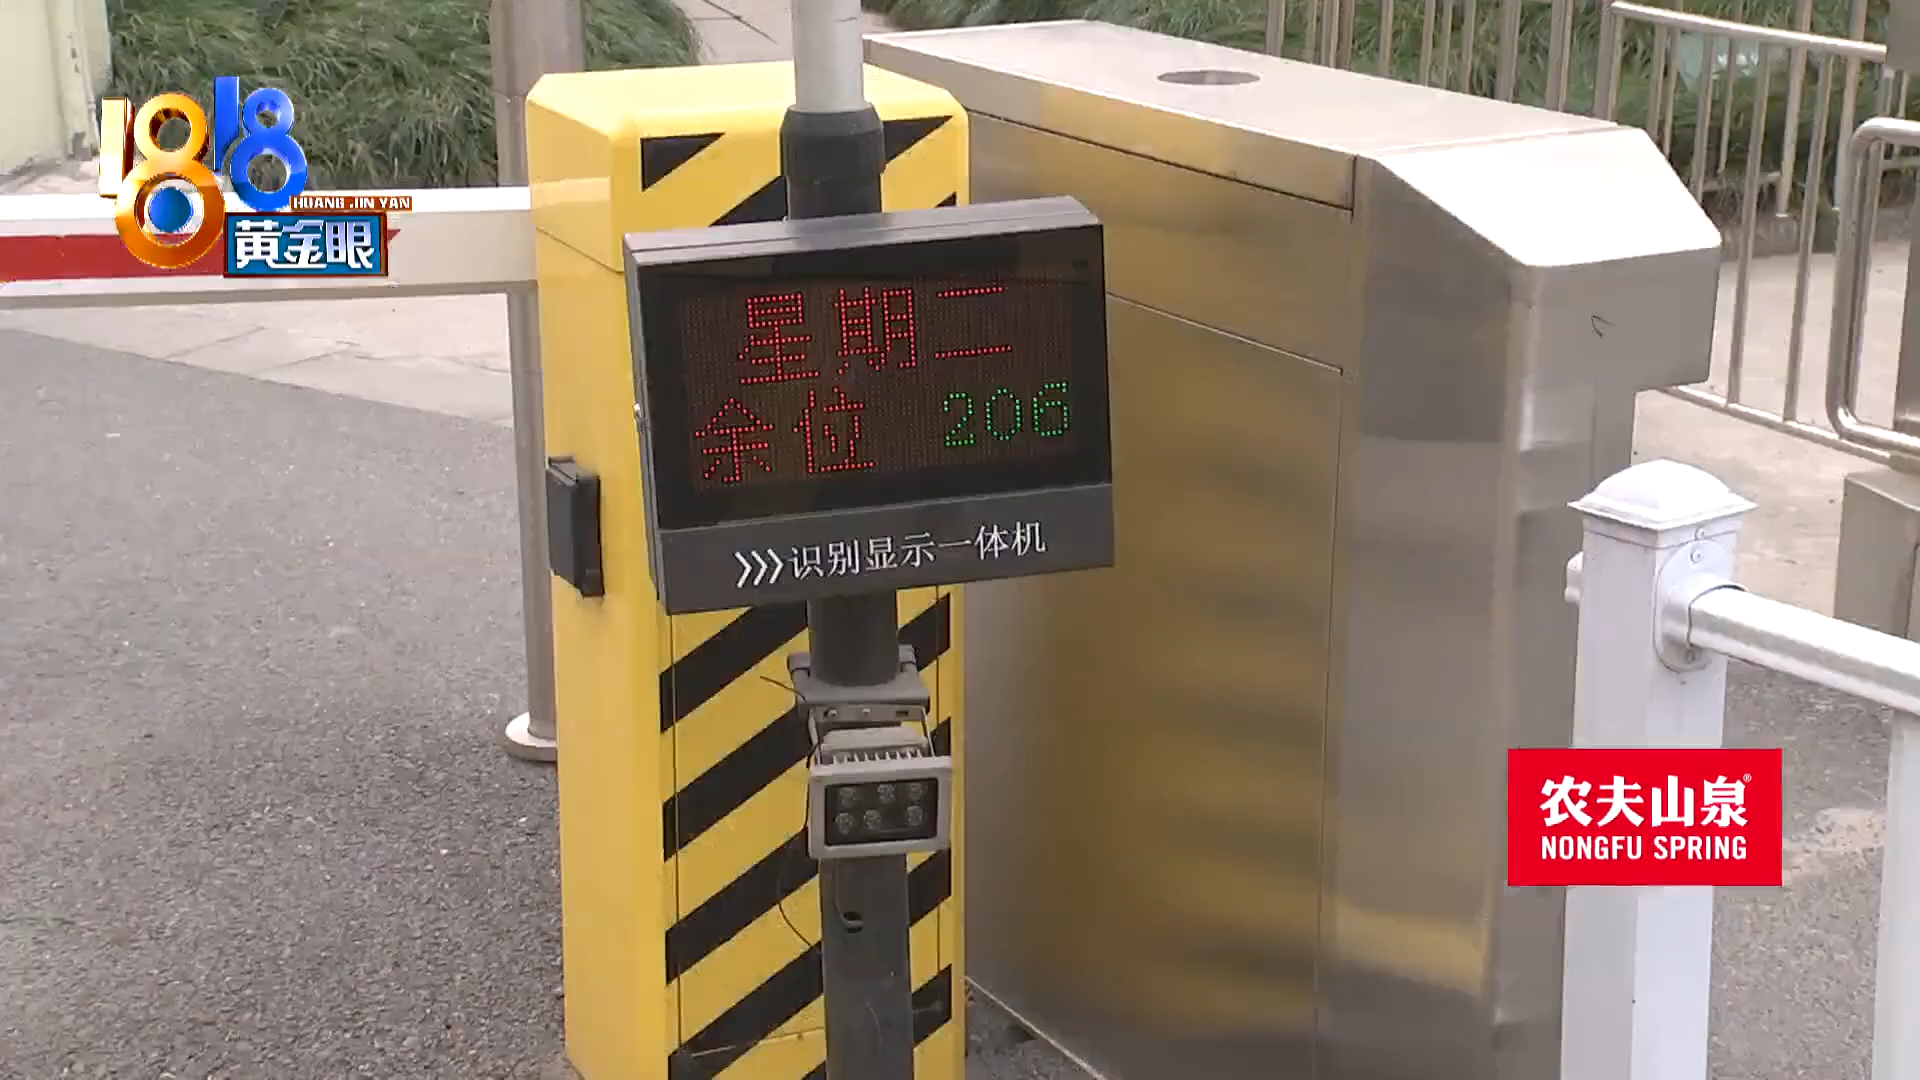 1818
HUANG JIN YAN
黄金眼
星期二
余位 206
>>>识别显示一体机
农夫山泉®
NONGFU SPRING